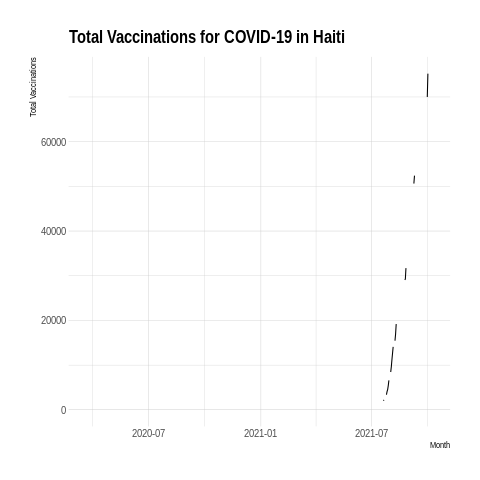 Total Vaccinations for COVID-19 in Haiti
Total Vaccinations
60000
40000
20000
0
2020-07
2021-01
2021-07
Month